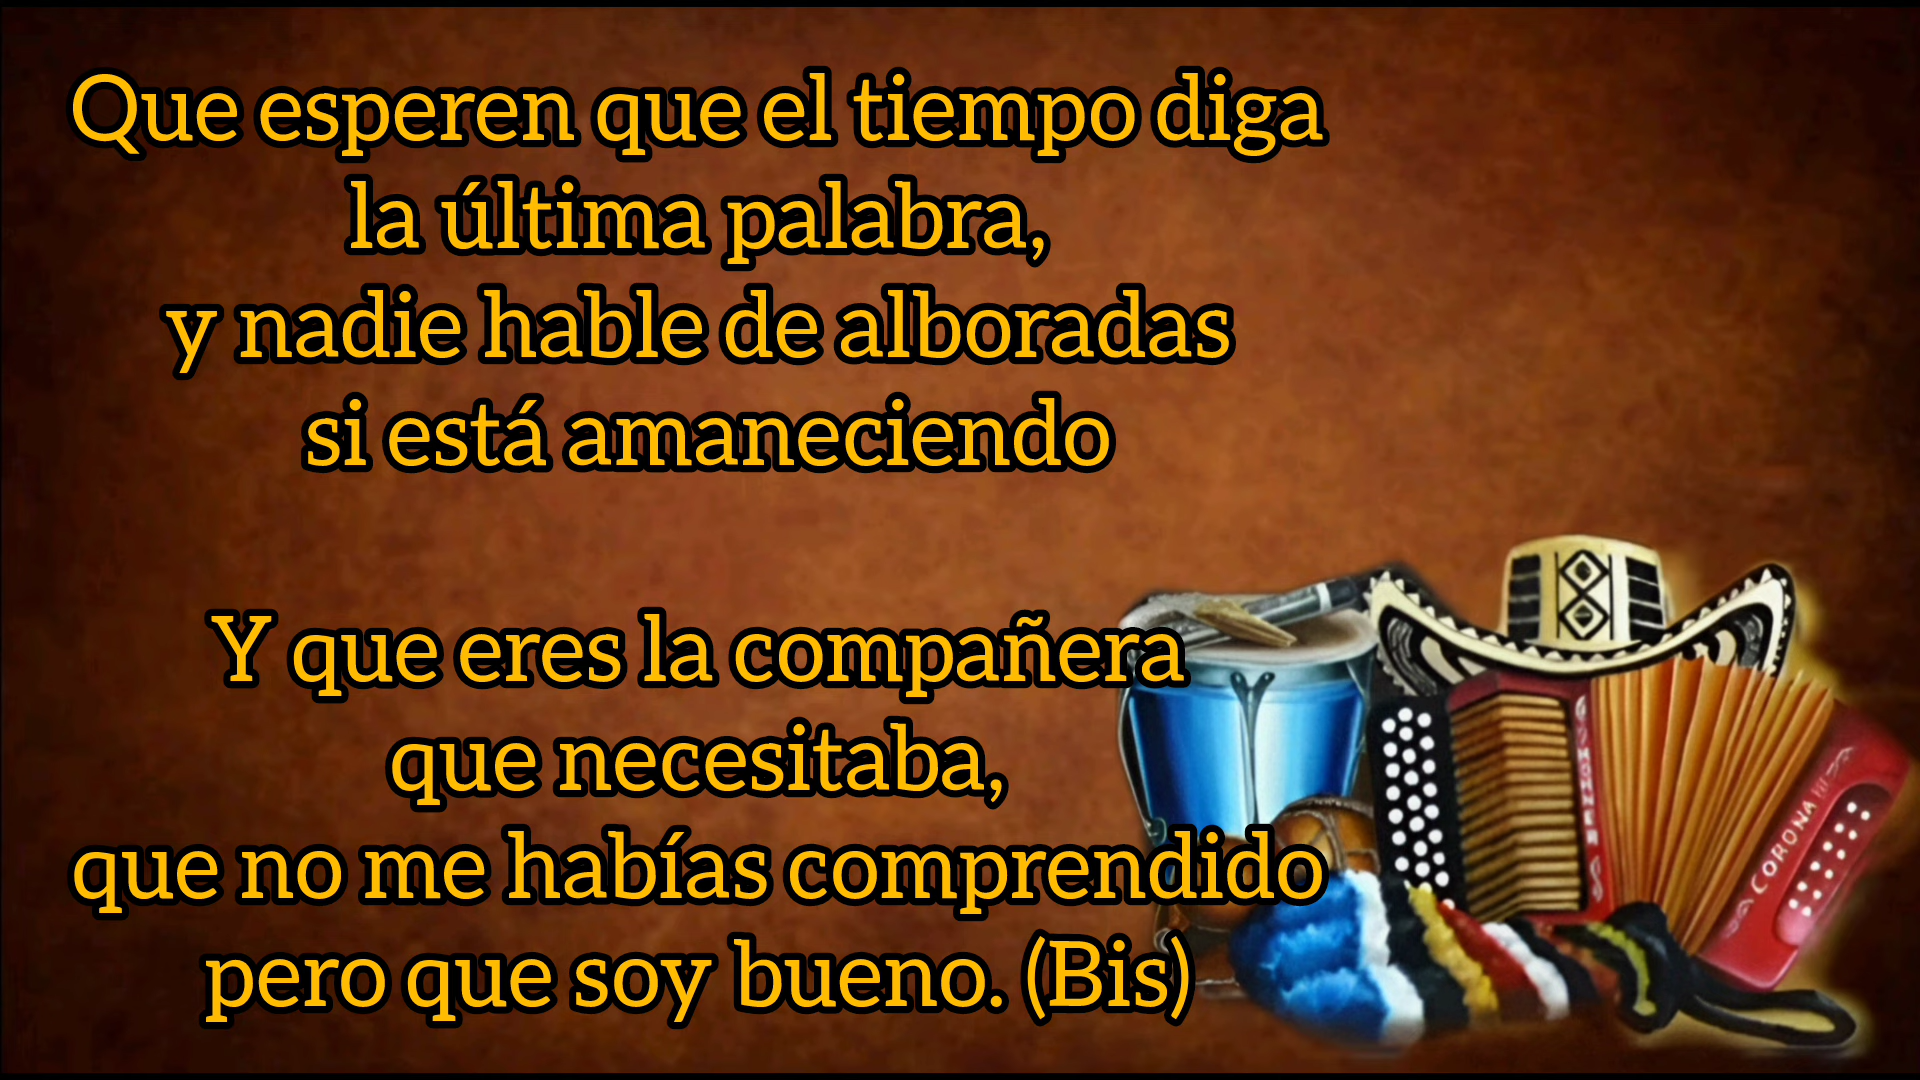 Que esperen que el tiempo diga
la última palabra,
y nadie hable de alboradas
si está amaneciendo
Y que eres la compañera
que necesitaba,
que no me habías comprendido
pero que soy bueno. (Bis)
CORONA III